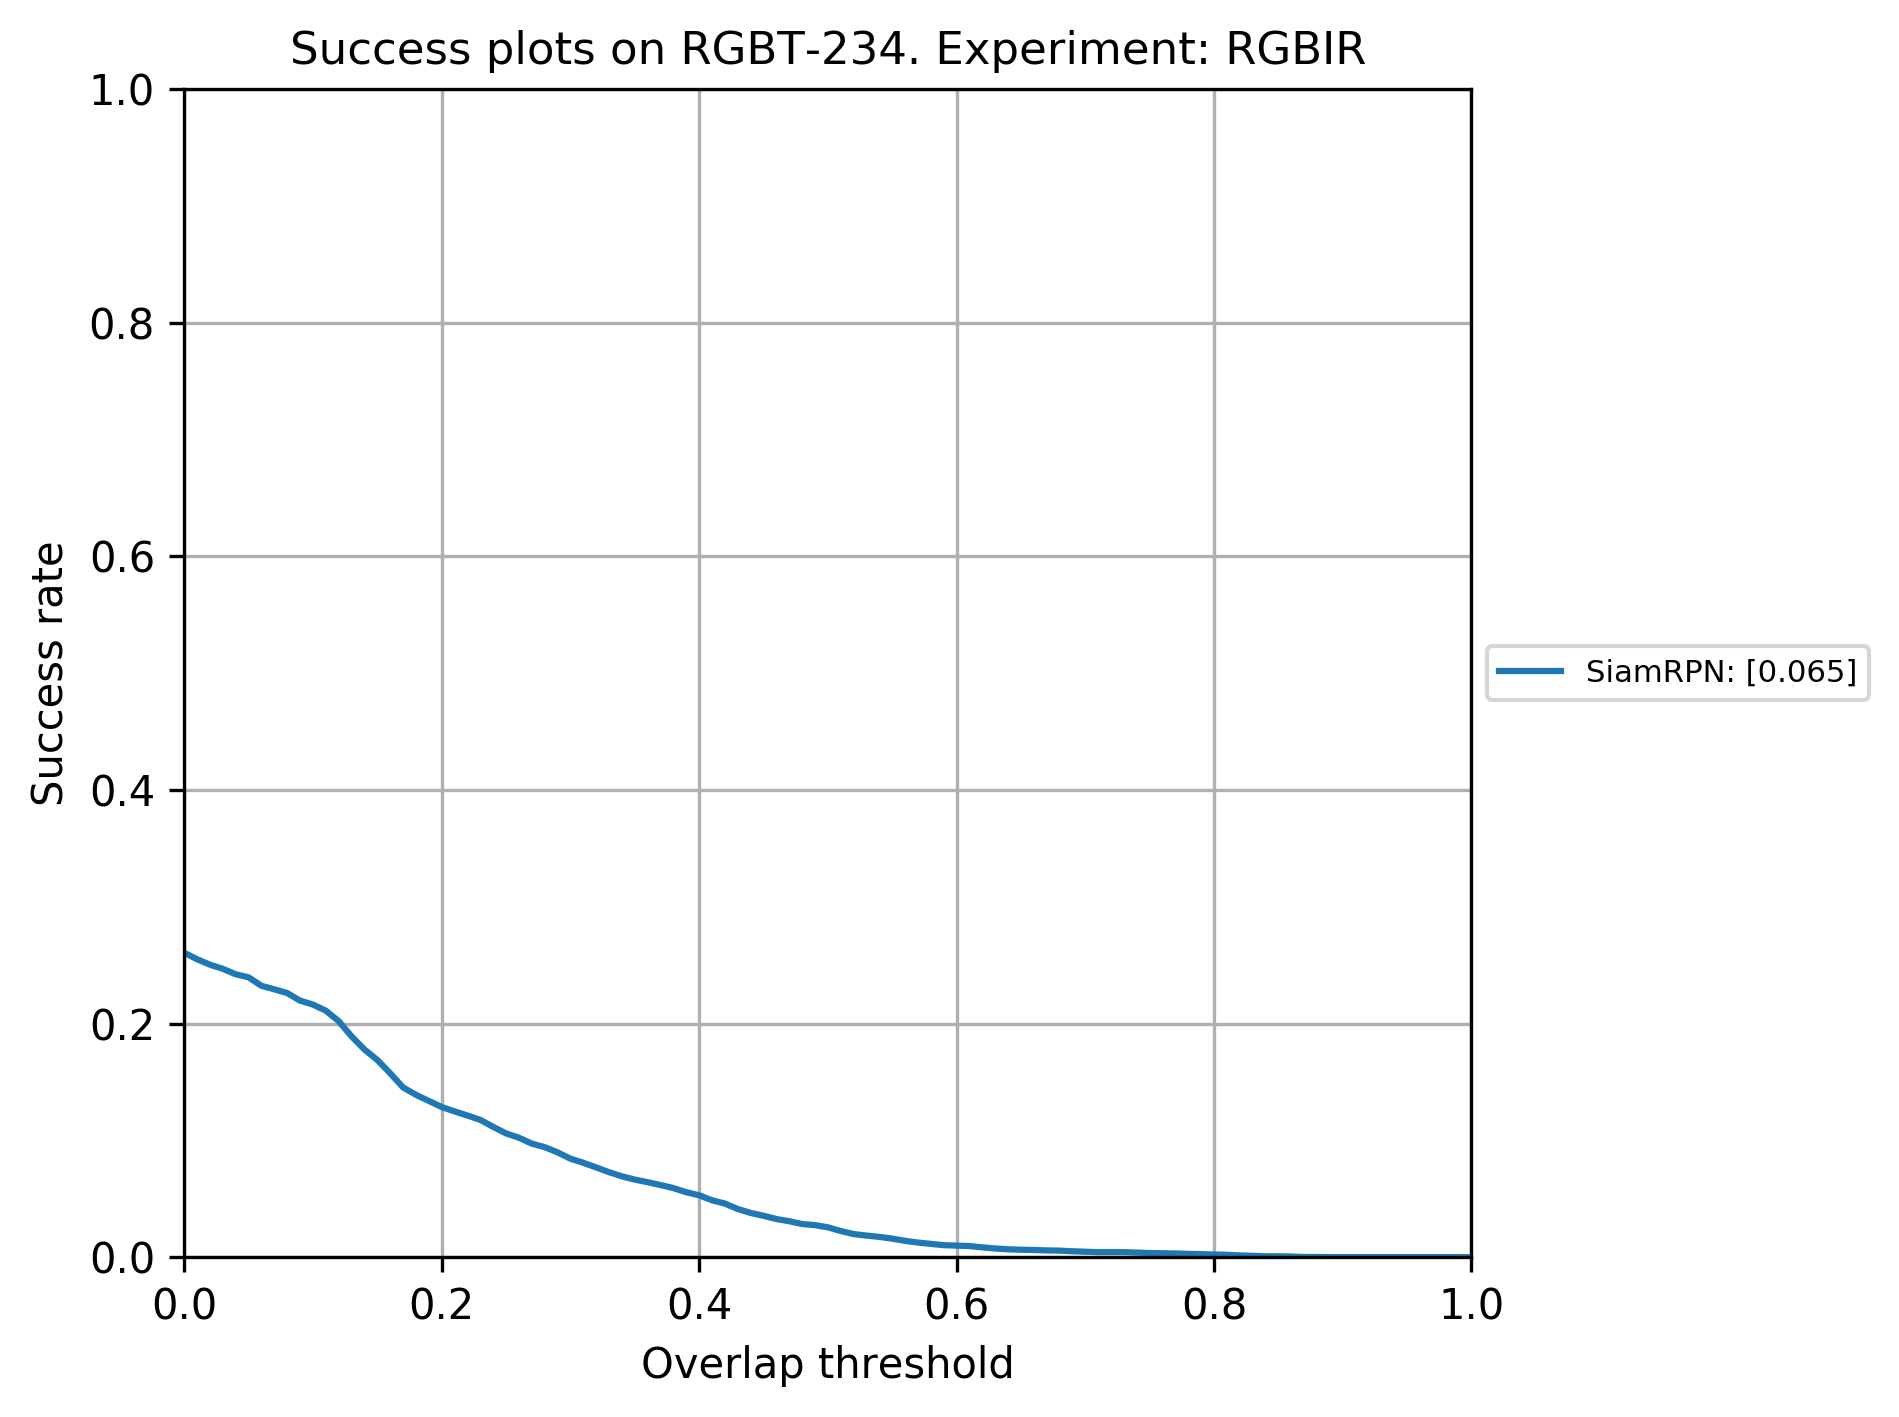 Success plots on RGBT-234. Experiment: RGBIR
1.0
0.8
0.6
0.4
0.2
0.0
Success rate
0.0 0.2 0.4 0.6 0.8 1.0
Overlap threshold
SiamRPN: [0.065]